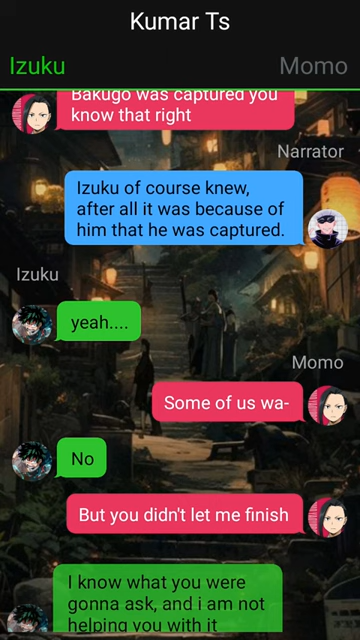 Kumar Ts
Izuku
Momo
Bakugo was captured you
know that right
Narrator
Izuku of course knew,
after all it was because of
him that he was captured.
Izuku
yeah....
Momo
Some of us wa-
No
But you didn't let me finish
I know what you were
gonna ask, and i am not
helping you with it